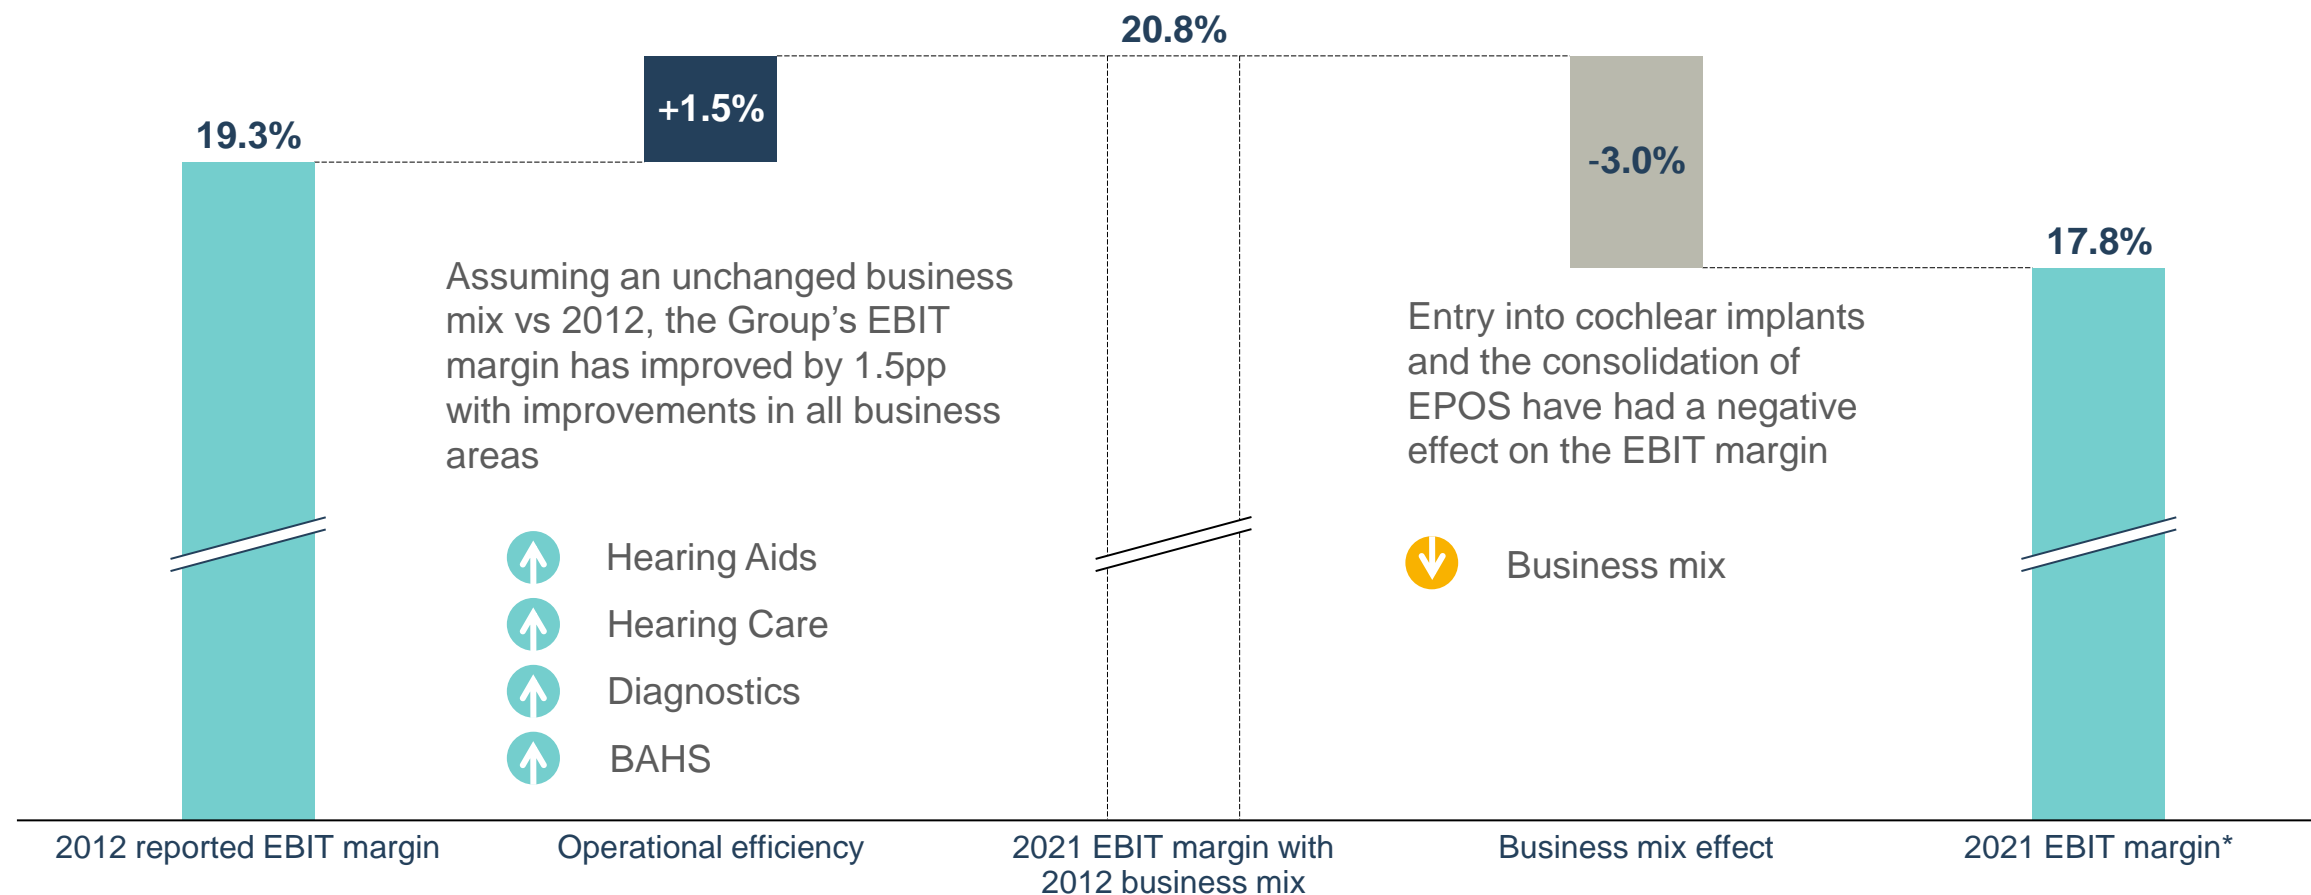 20.8%
+1.5%
19.3%
-3.0%
17.8%
Assuming an unchanged business
mix vs 2012, the Group’s EBIT
margin has improved by 1.5pp
with improvements in all business
areas
Hearing Aids
Hearing Care
Diagnostics
BAHS
Entry into cochlear implants
and the consolidation of
EPOS have had a negative
effect on the EBIT margin
Business mix
2012 reported EBIT margin
Operational efficiency
2021 EBIT margin with
2012 business mix
Business mix effect
2021 EBIT margin*